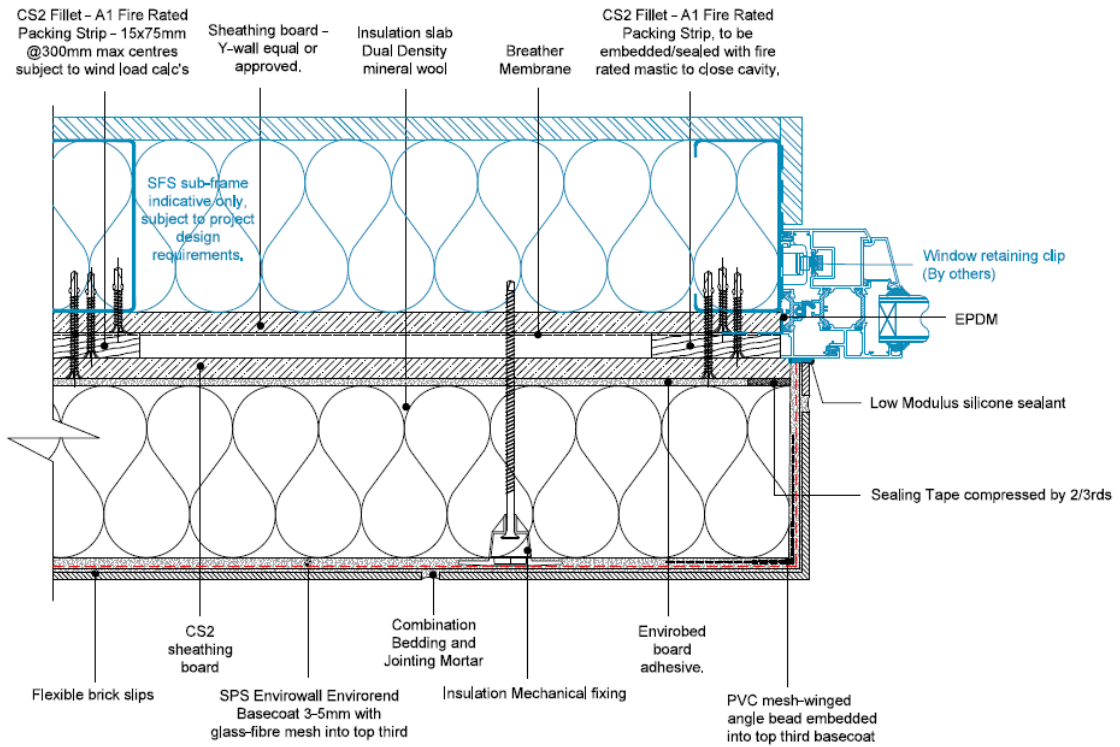 CS2 Fillet - A1 Fire Rated
Packing Strip - 15x75mm
@300mm max centres
subject to wind load calc's
Sheathing board -
Y-wall equal or
approved.
Insulation slab
Dual Density
mineral wool
Breather
Membrane
CS2 Fillet - A1 Fire Rated
Packing Strip, to be
embedded/sealed with fire
rated mastic to close cavity.
SFS sub-frame
indicative only,
subject to project
design
requirements.
Window retaining clip
(By others)
EPDM
Low Modulus silicone sealant
Sealing Tape compressed by 2/3rds
CS2
sheathing
board
Combination
Bedding and
Jointing Mortar
Envirobed
board
adhesive.
Flexible brick slips
SPS Envirowall Envirorend
Basecoat 3-5mm with
glass-fibre mesh into top third
Insulation Mechanical fixing
PVC mesh-winged
angle bead embedded
into top third basecoat